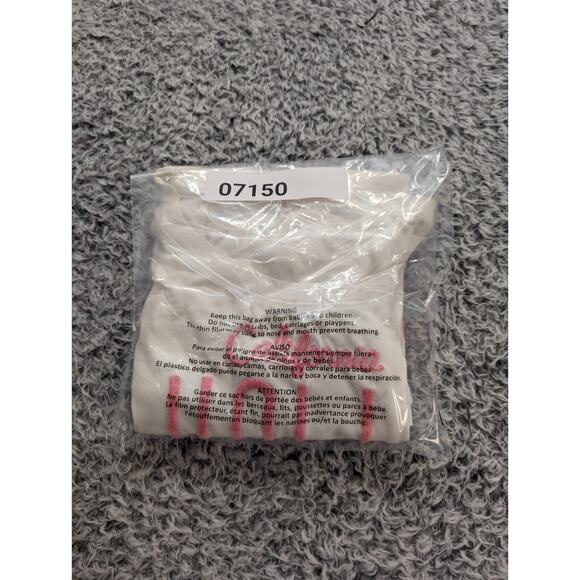 07150
WARNING
Keep this bag away from babies and children.
Do not use in cribs, bed, carriages or playpens.
The thin film may cling to nose and mouth prevent breathing.
California
AVISO
Para evitar el peligro de asfixia mantener siempre fuera
de el alcance de niños y de bebés.
No usar en cunas, camas, carriolas y corrales para bebés
El plastico delgado puede pegarse a la nariz y boca y detener la respiración.
ATTENTION
Garder ce sac hors de portée des bébés et enfants.
Ne pas utiliser dans les berceaux, lits, poussettes ou parcs à bébé.
Le film protecteur, étant fin, pourrait par inadvertance provoquer
l'étouffementen bloquant les narines ou/et la bouche.